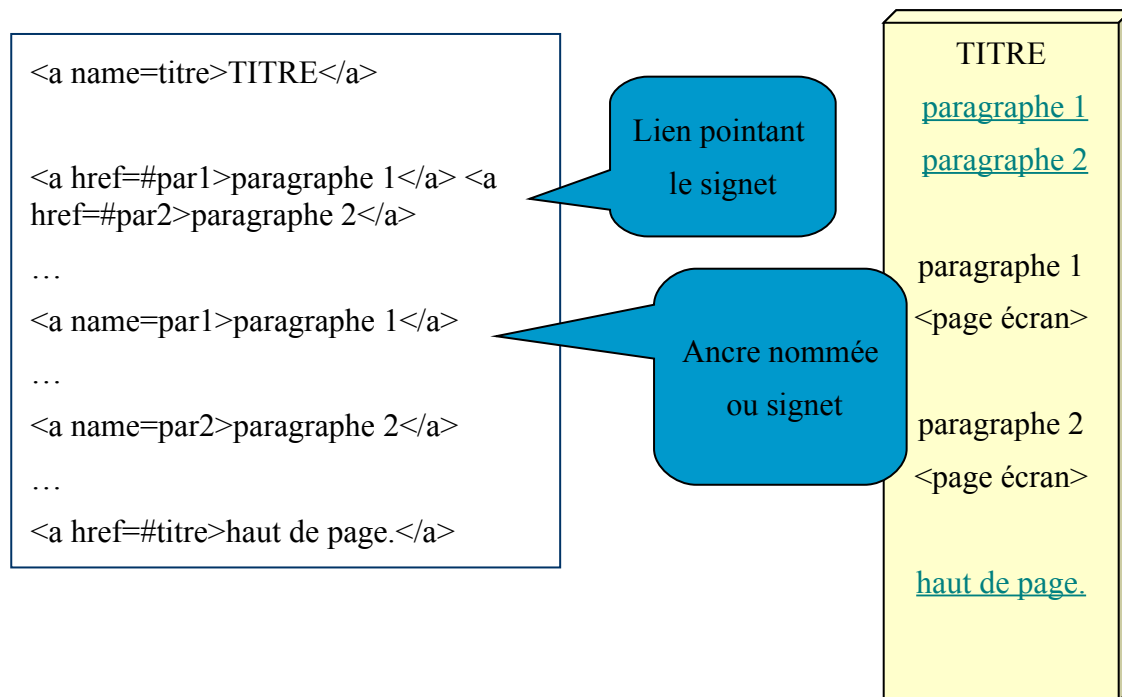 <a name=titre>TITRE</a>
<a href=#par1>paragraphe 1</a> <a
href=#par2>paragraphe 2</a>
…
<a name=par1>paragraphe 1</a>
…
<a name=par2>paragraphe 2</a>
…
<a href=#titre>haut de page.</a>
Lien pointant
le signet
Ancre nommée
ou signet
TITRE
paragraphe 1
paragraphe 2
paragraphe 1
<page écran>
paragraphe 2
<page écran>
haut de page.